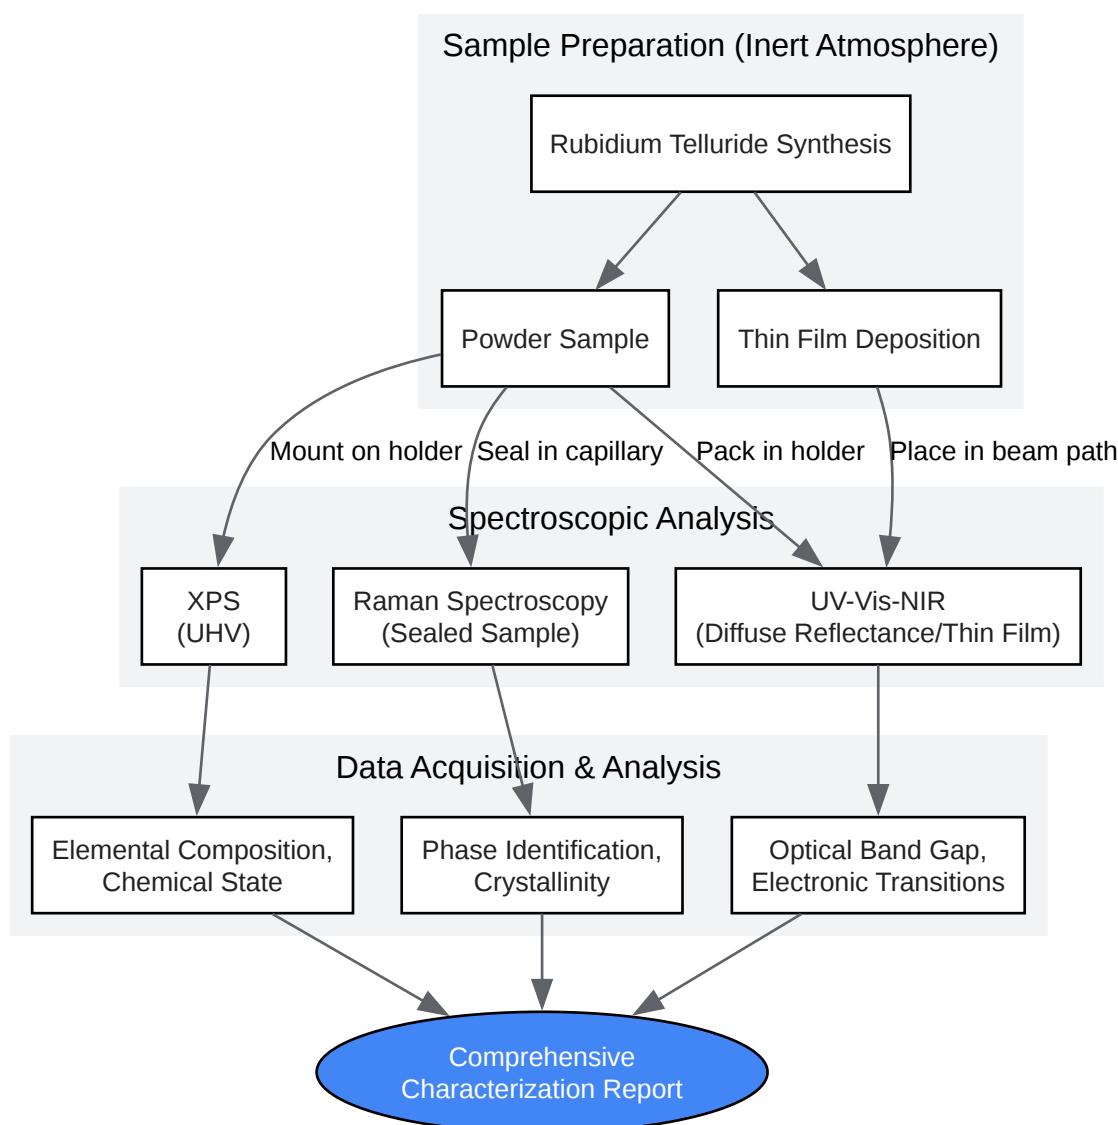 Sample Preparation (Inert Atmosphere)
Rubidium Telluride Synthesis
Powder Sample
Thin Film Deposition
Mount on holder
Seal in capillary
Pack in holder
Place in beam path
Spectroscopic Analysis
XPS
(UHV)
Raman Spectroscopy
(Sealed Sample)
UV-Vis-NIR
(Diffuse Reflectance/Thin Film)
Data Acquisition & Analysis
Elemental Composition,
Chemical State
Phase Identification,
Crystallinity
Optical Band Gap,
Electronic Transitions
Comprehensive
Characterization Report